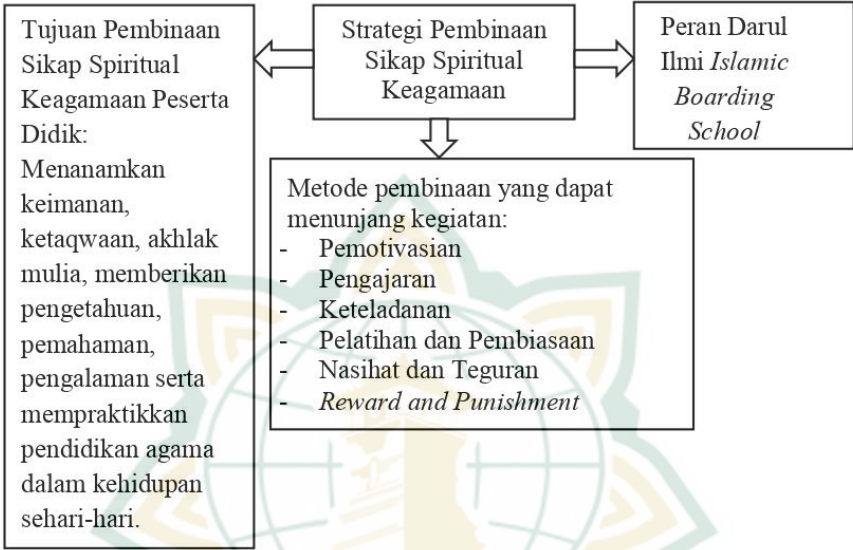 Tujuan Pembinaan
Sikap Spiritual
Keagamaan Peserta
Didik:
Menanamkan
keimanan,
ketaqwaan, akhlak
mulia, memberikan
pengetahuan,
pemahaman,
pengalaman serta
mempraktikkan
pendidikan agama
dalam kehidupan
sehari-hari.
Strategi Pembinaan
Sikap Spiritual
Keagamaan
Peran Darul
Ilmi Islamic
Boarding
School
Metode pembinaan yang dapat
menunjang kegiatan:
- Pemotivasian
- Pengajaran
- Keteladanan
- Pelatihan dan Pembiasaan
- Nasihat dan Teguran
- Reward and Punishment